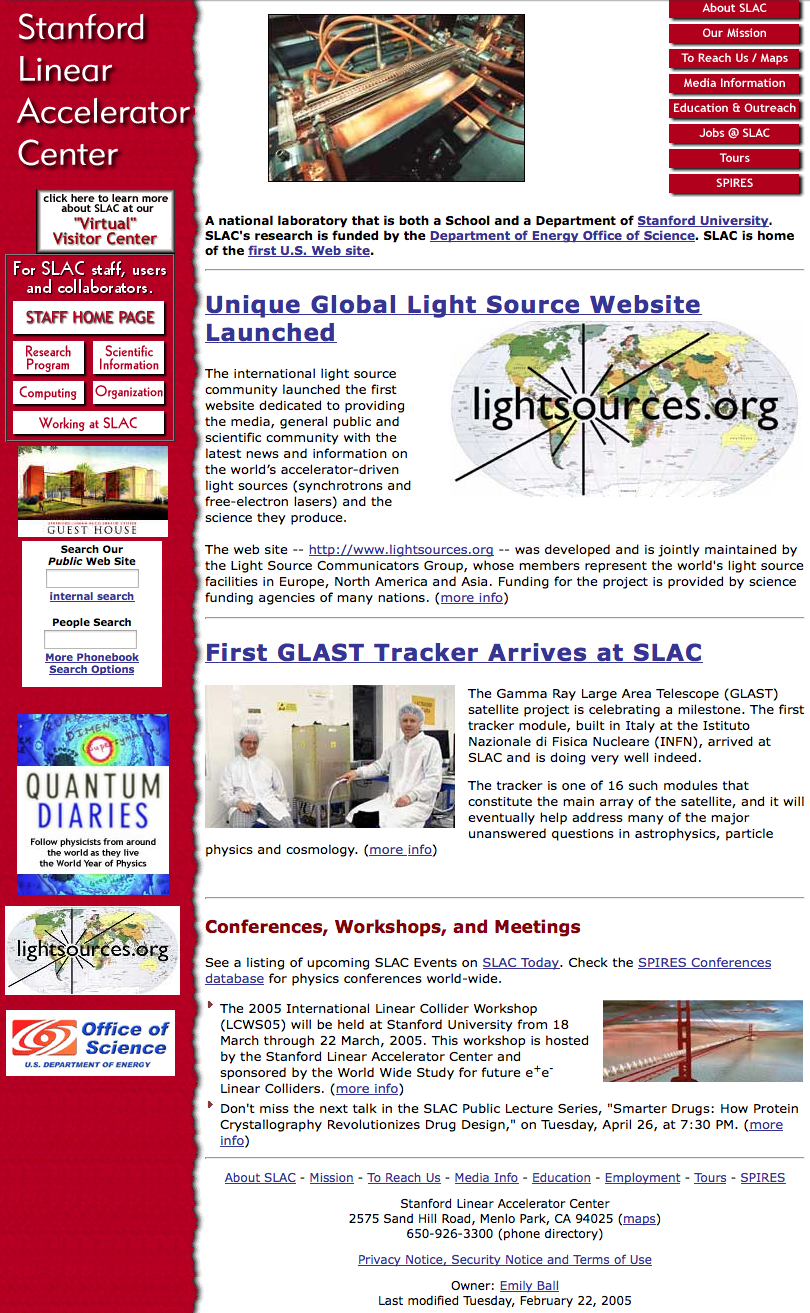 Stanford
Linear
Accelerator
Center
click here to learn more
about SLAC at our
"Virtual"
Visitor Center
For SLAC staff, users
and collaborators.
STAFF HOME PAGE
Research
Program
Scientific
Information
Computing
Organization
Working at SLAC
GUEST HOUSE
Search Our
Public Web Site
internal search
People Search
More Phonebook
Search Options
QUANTUM
DIARIES
Follow physicists from around
the world as they live
the World Year of Physics
lightsources.org
Office of
Science
U.S. DEPARTMENT OF ENERGY
About SLAC
Our Mission
To Reach Us / Maps
Media Information
Education & Outreach
Jobs @ SLAC
Tours
SPIRES
A national laboratory that is both a School and a Department of Stanford University.
SLAC's research is funded by the Department of Energy Office of Science. SLAC is home
of the first U.S. Web site.
Unique Global Light Source Website
Launched
lightsources.org
The international light source
community launched the first
website dedicated to providing
the media, general public and
scientific community with the
latest news and information on
the world’s accelerator-driven
light sources (synchrotrons and
free-electron lasers) and the
science they produce.
The web site -- http://www.lightsources.org -- was developed and is jointly maintained by
the Light Source Communicators Group, whose members represent the world's light source
facilities in Europe, North America and Asia. Funding for the project is provided by science
funding agencies of many nations. (more info)
First GLAST Tracker Arrives at SLAC
The Gamma Ray Large Area Telescope (GLAST)
satellite project is celebrating a milestone. The first
tracker module, built in Italy at the Istituto
Nazionale di Fisica Nucleare (INFN), arrived at
SLAC and is doing very well indeed.
The tracker is one of 16 such modules that
constitute the main array of the satellite, and it will
eventually help address many of the major
unanswered questions in astrophysics, particle
physics and cosmology. (more info)
Conferences, Workshops, and Meetings
See a listing of upcoming SLAC Events on SLAC Today. Check the SPIRES Conferences
database for physics conferences world-wide.
The 2005 International Linear Collider Workshop
(LCWS05) will be held at Stanford University from 18
March through 22 March, 2005. This workshop is hosted
by the Stanford Linear Accelerator Center and
sponsored by the World Wide Study for future e+e-
Linear Colliders. (more info)
Don't miss the next talk in the SLAC Public Lecture Series, "Smarter Drugs: How Protein
Crystallography Revolutionizes Drug Design," on Tuesday, April 26, at 7:30 PM. (more
info)
About SLAC - Mission - To Reach Us - Media Info - Education - Employment - Tours - SPIRES
Stanford Linear Accelerator Center
2575 Sand Hill Road, Menlo Park, CA 94025 (maps)
650-926-3300 (phone directory)
Privacy Notice, Security Notice and Terms of Use
Owner: Emily Ball
Last modified Tuesday, February 22, 2005